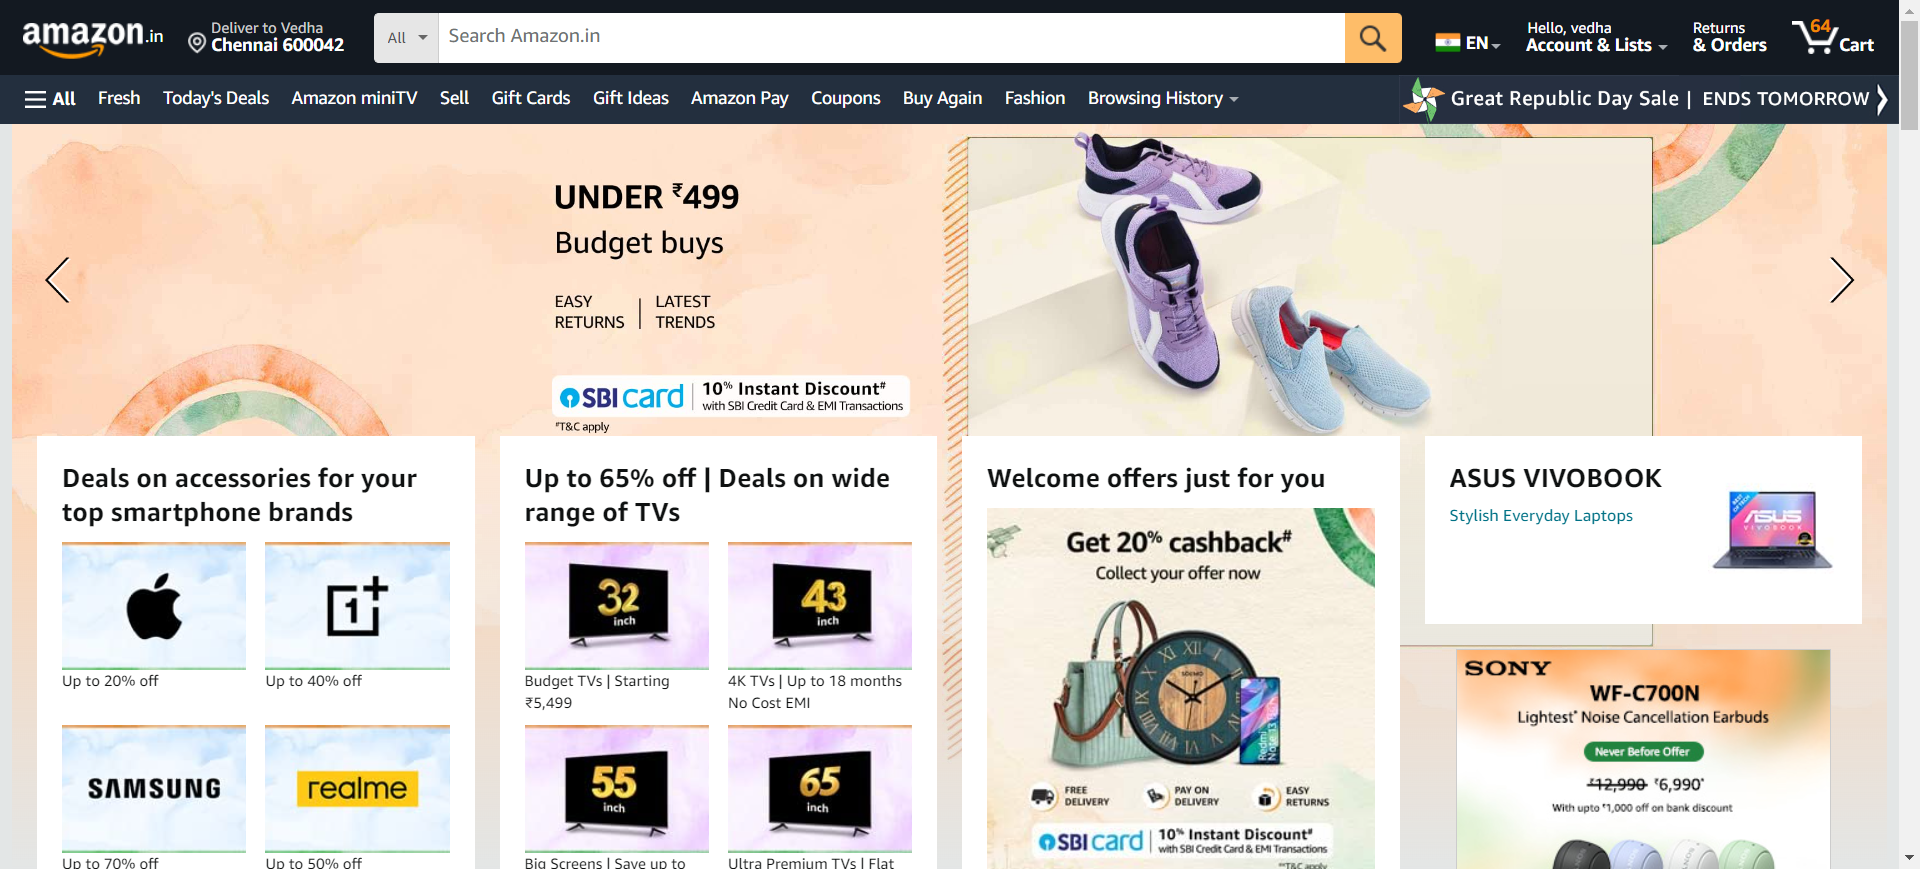 amazon.in
Deliver to Vedha
Chennai 600042
All
Search Amazon.in
EN
Hello, vedha
Account & Lists
Returns
& Orders
64
Cart
All
Fresh
Today's Deals
Amazon miniTV
Sell
Gift Cards
Gift Ideas
Amazon Pay
Coupons
Buy Again
Fashion
Browsing History
Great Republic Day Sale | ENDS TOMORROW
UNDER ₹499
Budget buys
EASY
RETURNS
LATEST
TRENDS
SBI card
10% Instant Discount#
with SBI Credit Card & EMI Transactions
#T&C apply
Deals on accessories for your
top smartphone brands
1+
Up to 20% off
Up to 40% off
SAMSUNG
realme
Up to 70% off
Up to 50% off
Up to 65% off | Deals on wide
range of TVs
32
inch
43
inch
Budget TVs | Starting
₹5,499
4K TVs | Up to 18 months
No Cost EMI
55
inch
65
inch
Big Screens | Save up to
Ultra Premium TVs | Flat
Welcome offers just for you
Get 20% cashback#
Collect your offer now
XII
SOLIMO
Redmi
Note 13
FREE
DELIVERY
PAY ON
DELIVERY
EASY
RETURNS
SBI card
10% Instant Discount#
with SBI Credit Card & EMI Transactions
**T&C apply
ASUS VIVOBOOK
Stylish Everyday Laptops
ASUS
VIVOBOOK
SONY
WF-C700N
Lightest* Noise Cancellation Earbuds
Never Before Offer
₹12,990 ₹6,990*
With upto ₹1,000 off on bank discount
SONY